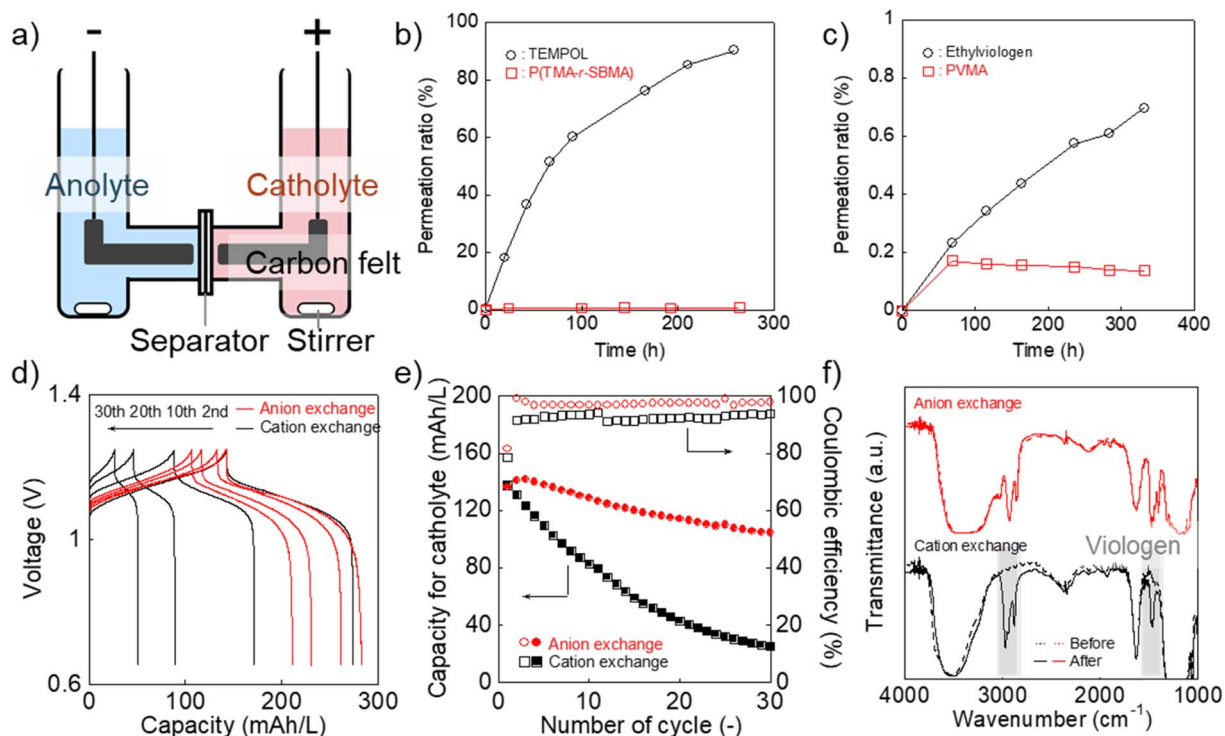 a)
-
+
Anolyte
Catholyte
Carbon felt
Separator
Stirrer
b)
100
80
60
40
20
0
Permeation ratio (%)
○ : TEMPOL
□ : P(TMA-r-SBMA)
0
100
200
300
Time (h)
c)
1
0.8
0.6
0.4
0.2
0
Permeation ratio (%)
○ : Ethylviologen
□ : PVMA
0
100
200
300
400
Time (h)
d)
1.4
1
0.6
Voltage (V)
30th 20th 10th 2nd
Anion exchange
Cation exchange
0
100
200
300
Capacity (mAh/L)
e)
200
160
120
80
40
0
Capacity for catholyte (mAh/L)
100
80
60
40
20
0
Coulombic efficiency (%)
Anion exchange
Cation exchange
0
10
20
30
Number of cycle (-)
f)
Transmittance (a.u.)
Anion exchange
Cation exchange
Viologen
Before
After
4000
3000
2000
1000
Wavenumber (cm⁻¹)